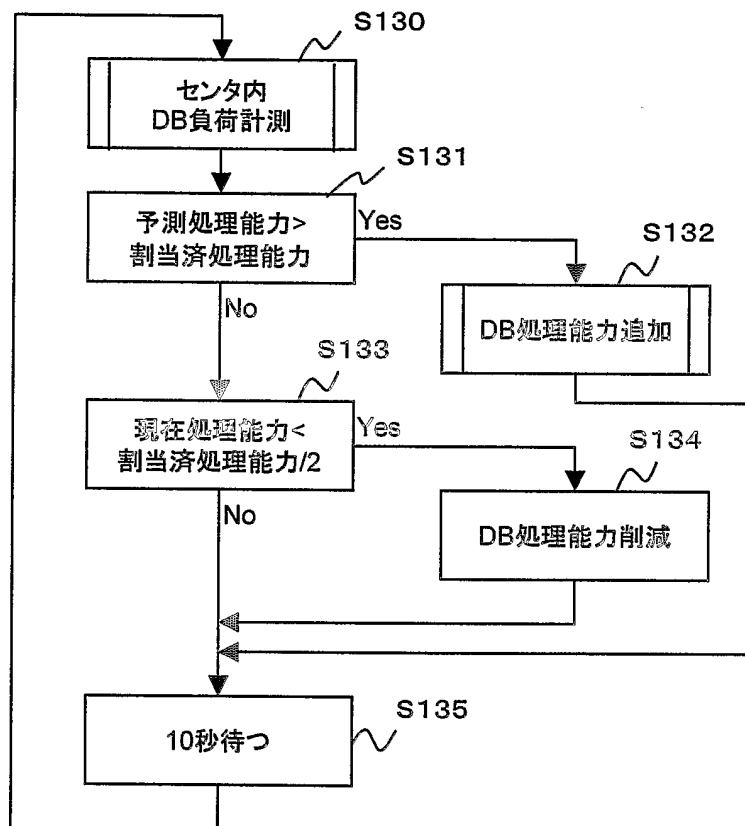 S130
センタ内
DB負荷計測
S131
予測処理能力>
割当済処理能力
Yes
S132
DB処理能力追加
No
S133
現在処理能力<
割当済処理能力/2
Yes
S134
DB処理能力削減
No
S135
10秒待つ